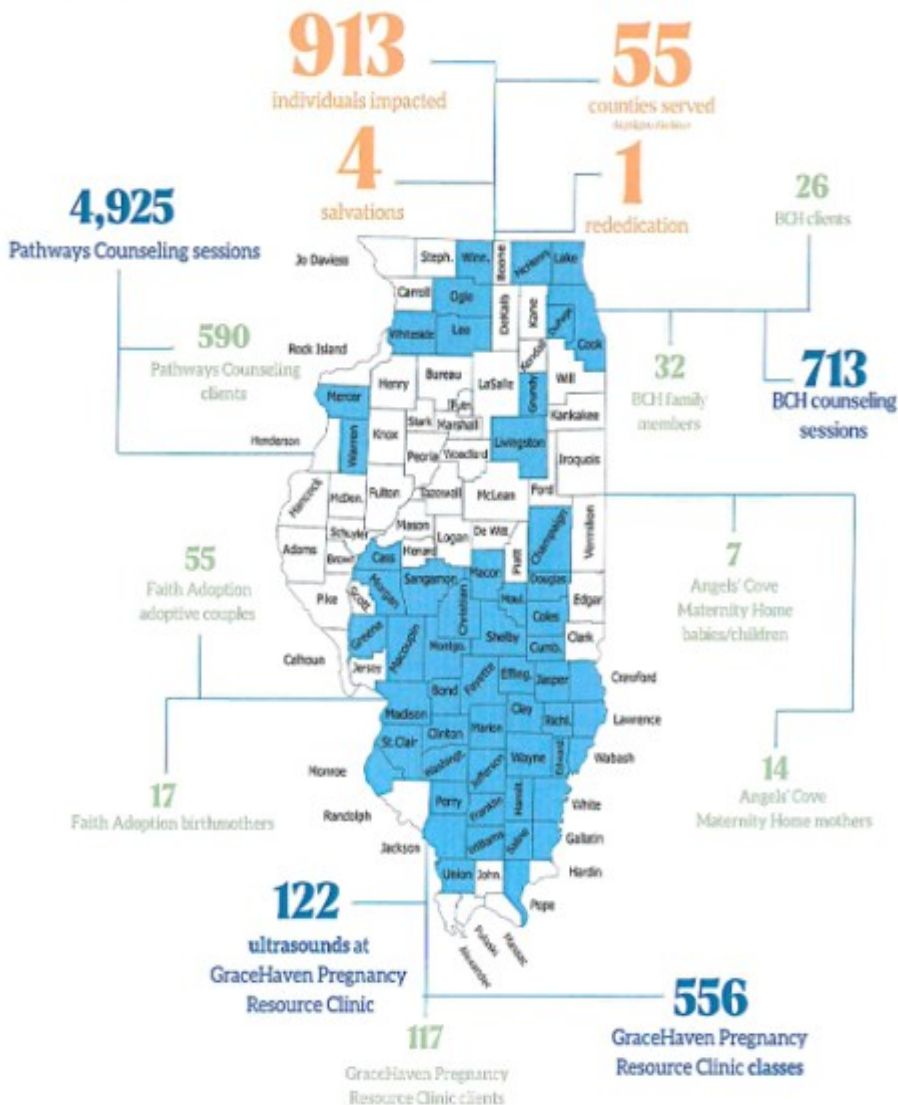 913
individuals impacted
55
counties served
4
salvations
1
rededication
26
BCH clients
4,925
Pathways Counseling sessions
590
Pathways Counseling
clients
32
BCH family
members
713
BCH counseling
sessions
55
Faith Adoption
adoptive couples
7
Angels' Cove
Maternity Home
babies/children
17
Faith Adoption birthmothers
14
Angels' Cove
Maternity Home mothers
122
ultrasounds at
GraceHaven Pregnancy
Resource Clinic
556
GraceHaven Pregnancy
Resource Clinic classes
117
GraceHaven Pregnancy
Resource Clinic clients
Jo Daviess
Steph.
Winn.
Boone
McHenry
Lake
Carroll
Ogle
DeKalb
Kane
DuPage
Cook
Whiteside
Lee
Kendall
Rock Island
Henry
Bureau
LaSalle
Grundy
Will
Mercer
Stark
Marshall
Kankakee
Henderson
Warren
Knox
Peoria
Woodford
Livingston
Iroquois
Hancock
McDon.
Fulton
Tazewell
McLean
Ford
Vermilion
Schuyler
Mason
Logan
De Witt
Piatt
Champaign
Adams
Brown
Cass
Menard
Macon
Douglas
Edgar
Pike
Scott
Morgan
Sangamon
Christian
Moul.
Coles
Calhoun
Greene
Jersey
Macoupin
Montgo.
Shelby
Cumb.
Clark
Bond
Fayette
Effing.
Jasper
Crawford
Madison
Clinton
Marion
Clay
Richl.
Lawrence
St. Clair
Washingt.
Jefferson
Wayne
Edward.
Wabash
Monroe
Randolph
Perry
Franklin
Hamilt.
White
Jackson
Williams
Saline
Gallatin
Union
John.
Pope
Hardin
Alexander
Pulaski
Massac